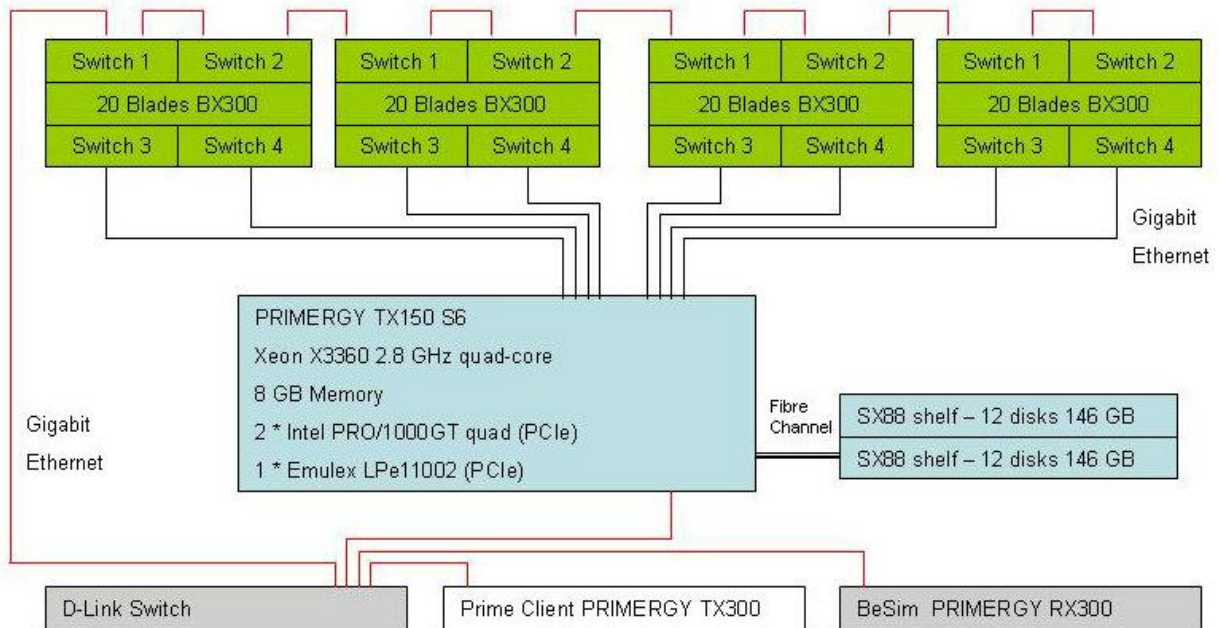 Switch 1 Switch 2 Switch 1 Switch 2 Switch 1 Switch 2 Switch 1 Switch 2
20 Blades BX300 20 Blades BX300 20 Blades BX300 20 Blades BX300
Switch 3 Switch 4 Switch 3 Switch 4 Switch 3 Switch 4 Switch 3 Switch 4
Gigabit
Ethernet
PRIMERGY TX150 S6
Xeon X3360 2.8 GHz quad-core
8 GB Memory
2 * Intel PRO/1000GT quad (PCIe)
1 * Emulex LPe11002 (PCIe)
Fibre
Channel
SX88 shelf – 12 disks 146 GB
SX88 shelf – 12 disks 146 GB
Gigabit
Ethernet
D-Link Switch
Prime Client PRIMERGY TX300
BeSim PRIMERGY RX300